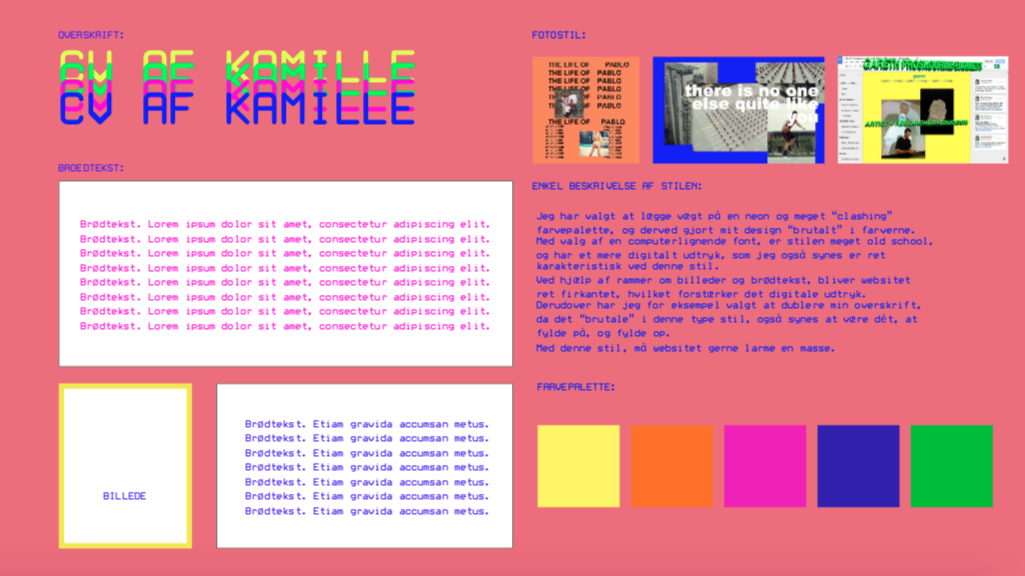 OVERSKRIFT:
CV AF KAMILLE
CV AF KAMILLE
CV AF KAMILLE
CV AF KAMILLE
BROEDTEKST:
Brødtekst. Lorem ipsum dolor sit amet, consectetur adipiscing elit.
Brødtekst. Lorem ipsum dolor sit amet, consectetur adipiscing elit.
Brødtekst. Lorem ipsum dolor sit amet, consectetur adipiscing elit.
Brødtekst. Lorem ipsum dolor sit amet, consectetur adipiscing elit.
Brødtekst. Lorem ipsum dolor sit amet, consectetur adipiscing elit.
Brødtekst. Lorem ipsum dolor sit amet, consectetur adipiscing elit.
Brødtekst. Lorem ipsum dolor sit amet, consectetur adipiscing elit.
Brødtekst. Lorem ipsum dolor sit amet, consectetur adipiscing elit.
BILLEDE
Brødtekst. Etiam gravida accumsan metus.
Brødtekst. Etiam gravida accumsan metus.
Brødtekst. Etiam gravida accumsan metus.
Brødtekst. Etiam gravida accumsan metus.
Brødtekst. Etiam gravida accumsan metus.
Brødtekst. Etiam gravida accumsan metus.
Brødtekst. Etiam gravida accumsan metus.
FOTOSTIL:
THE LIFE OF PABLO
THE LIFE OF PABLO
THE LIFE OF PABLO
THE LIFE OF PABLO
THE LIFE OF PABLO
THE LIFE OF PABLO
there is no one
else quite like
you
GARETH
ENKEL BESKRIVELSE AF STILEN:
Jeg har valgt at lægge vægt på en neon og meget “clashing”
farvepalette, og derved gjort mit design “brutalt” i farverne.
Med valg af en computerlignende font, er stilen meget old school,
og har et mere digitalt udtryk, som jeg også synes er ret
karakteristisk ved denne stil.
Ved hjælp af rammer om billeder og brødtekst, bliver websitet
ret firkantet, hvilket forstærker det digitale udtryk.
Derudover har jeg for eksempel valgt at dublere min overskrift,
da det “brutale” i denne type stil, også synes at være dét, at
fylde på, og fylde op.
Med denne stil, må websitet gerne larme en masse.
FARVEPALETTE: